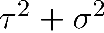 τ² + σ²